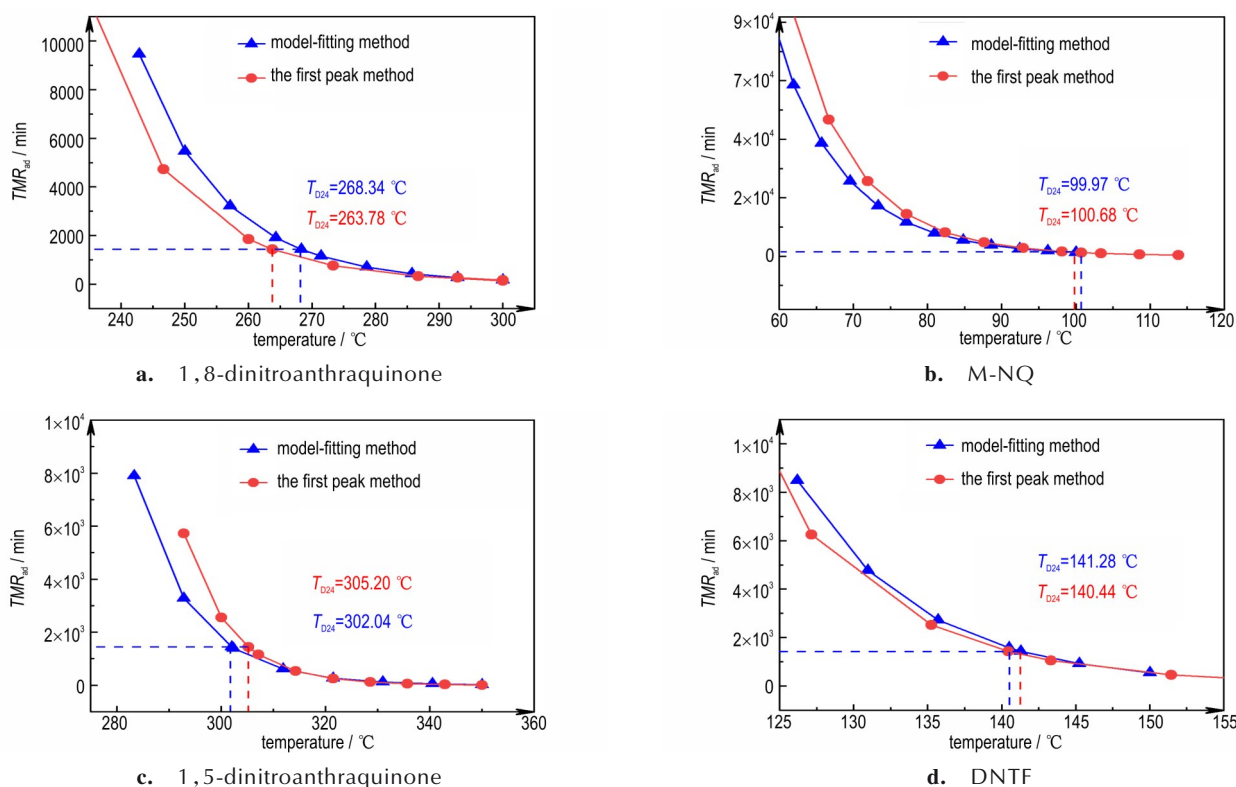 10000
8000
6000
4000
2000
0
TMRad / min
model-fitting method
the first peak method
TD24=268.34 ℃
TD24=263.78 ℃
240 250 260 270 280 290 300
temperature / ℃
a. 1,8-dinitroanthraquinone
9×10⁴
7×10⁴
4×10⁴
2×10⁴
0
TMRad / min
model-fitting method
the first peak method
TD24=99.97 ℃
TD24=100.68 ℃
60 70 80 90 100 110 120
temperature / ℃
b. M-NQ
1×10⁴
8×10³
6×10³
4×10³
2×10³
0
TMRad / min
model-fitting method
the first peak method
TD24=305.20 ℃
TD24=302.04 ℃
280 300 320 340 360
temperature / ℃
c. 1,5-dinitroanthraquinone
1×10⁴
8×10³
6×10³
4×10³
2×10³
0
TMRad / min
model-fitting method
the first peak method
TD24=141.28 ℃
TD24=140.44 ℃
125 130 135 140 145 150 155
temperature / ℃
d. DNTF